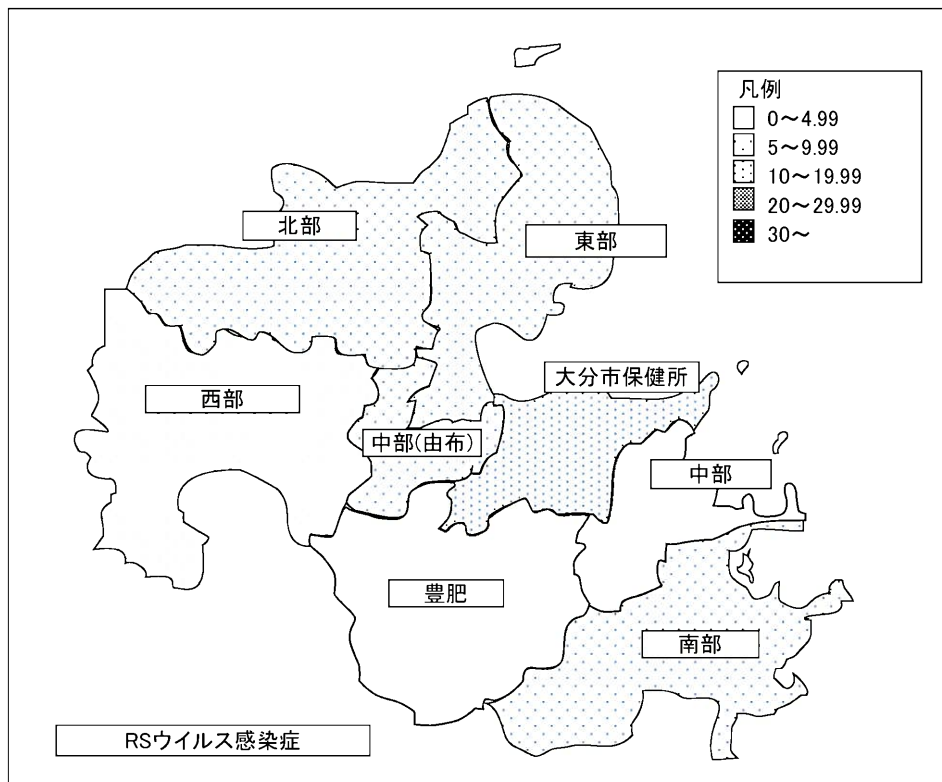 凡例
0～4.99
5～9.99
10～19.99
20～29.99
30～
北部
東部
大分市保健所
西部
中部(由布)
中部
豊肥
南部
RSウイルス感染症